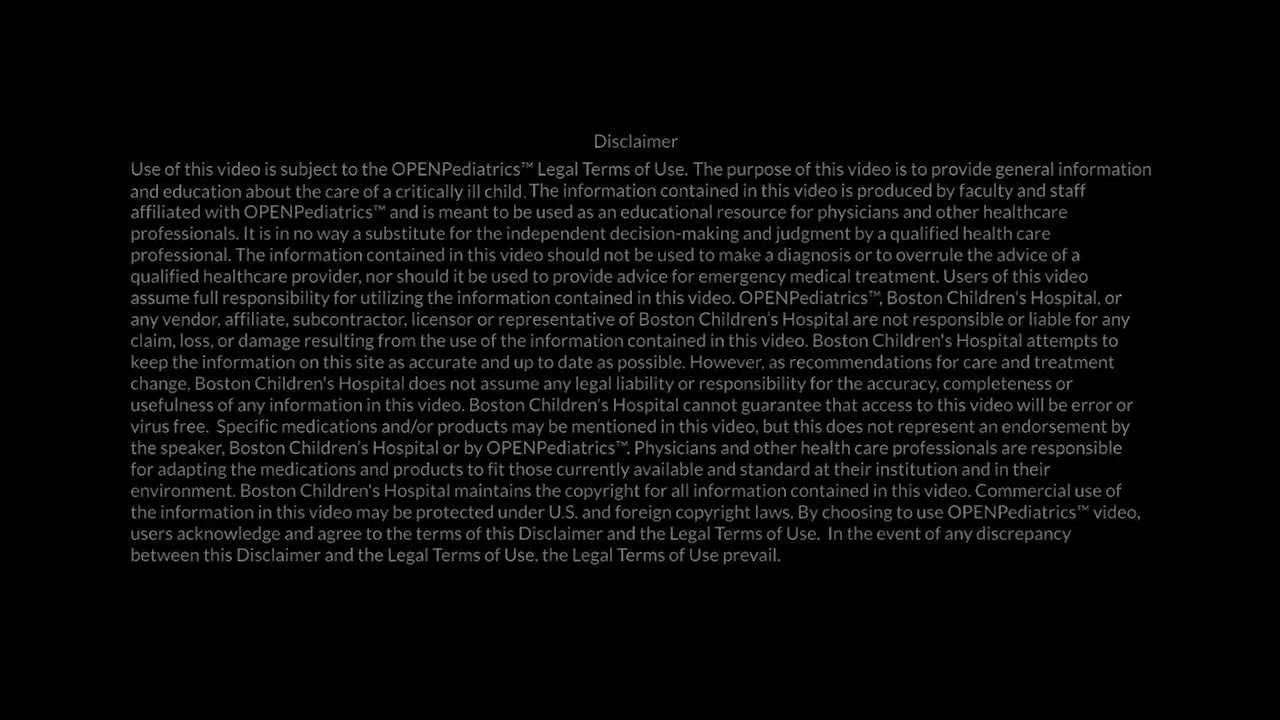 Disclaimer
Use of this video is subject to the OPENPediatrics™ Legal Terms of Use. The purpose of this video is to provide general information
and education about the care of a critically ill child. The information contained in this video is produced by faculty and staff
affiliated with OPENPediatrics™ and is meant to be used as an educational resource for physicians and other healthcare
professionals. It is in no way a substitute for the independent decision-making and judgment by a qualified health care
professional. The information contained in this video should not be used to make a diagnosis or to overrule the advice of a
qualified healthcare provider, nor should it be used to provide advice for emergency medical treatment. Users of this video
assume full responsibility for utilizing the information contained in this video. OPENPediatrics™, Boston Children's Hospital, or
any vendor, affiliate, subcontractor, licensor or representative of Boston Children's Hospital are not responsible or liable for any
claim, loss, or damage resulting from the use of the information contained in this video. Boston Children's Hospital attempts to
keep the information on this site as accurate and up to date as possible. However, as recommendations for care and treatment
change, Boston Children's Hospital does not assume any legal liability or responsibility for the accuracy, completeness or
usefulness of any information in this video. Boston Children's Hospital cannot guarantee that access to this video will be error or
virus free.  Specific medications and/or products may be mentioned in this video, but this does not represent an endorsement by
the speaker, Boston Children's Hospital or by OPENPediatrics™. Physicians and other health care professionals are responsible
for adapting the medications and products to fit those currently available and standard at their institution and in their
environment. Boston Children's Hospital maintains the copyright for all information contained in this video. Commercial use of
the information in this video may be protected under U.S. and foreign copyright laws. By choosing to use OPENPediatrics™ video,
users acknowledge and agree to the terms of this Disclaimer and the Legal Terms of Use.  In the event of any discrepancy
between this Disclaimer and the Legal Terms of Use, the Legal Terms of Use prevail.